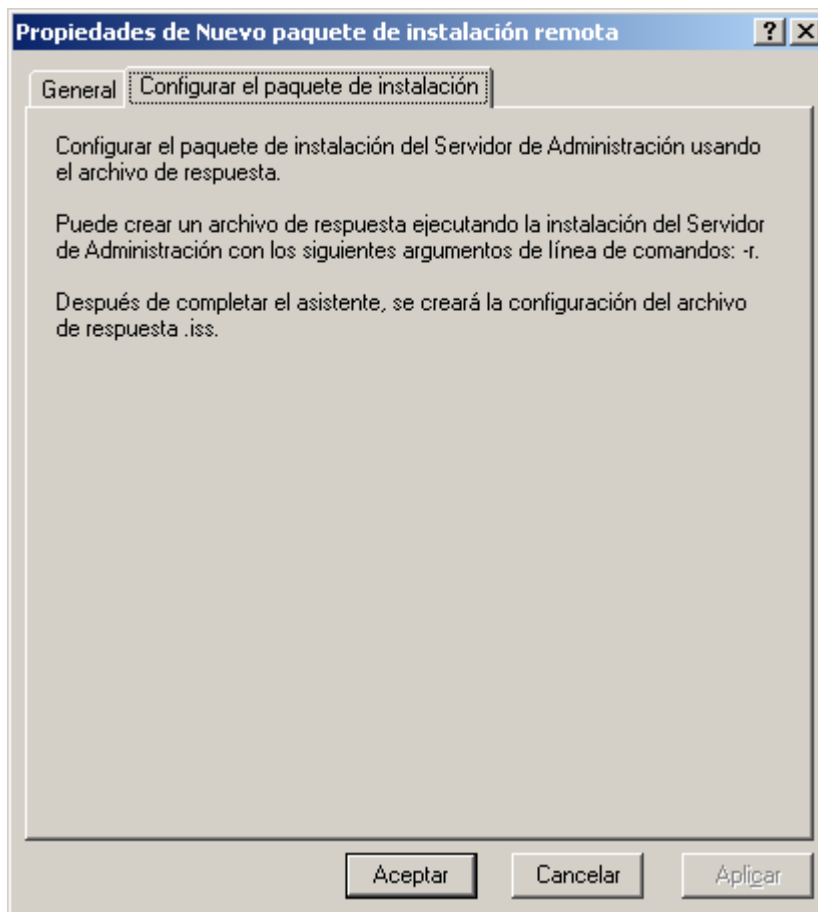 Propiedades de Nuevo paquete de instalación remota
General
Configurar el paquete de instalación
Configurar el paquete de instalación del Servidor de Administración usando
el archivo de respuesta.
Puede crear un archivo de respuesta ejecutando la instalación del Servidor
de Administración con los siguientes argumentos de línea de comandos: -r.
Después de completar el asistente, se creará la configuración del archivo
de respuesta .iss.
Aceptar
Cancelar
Aplicar